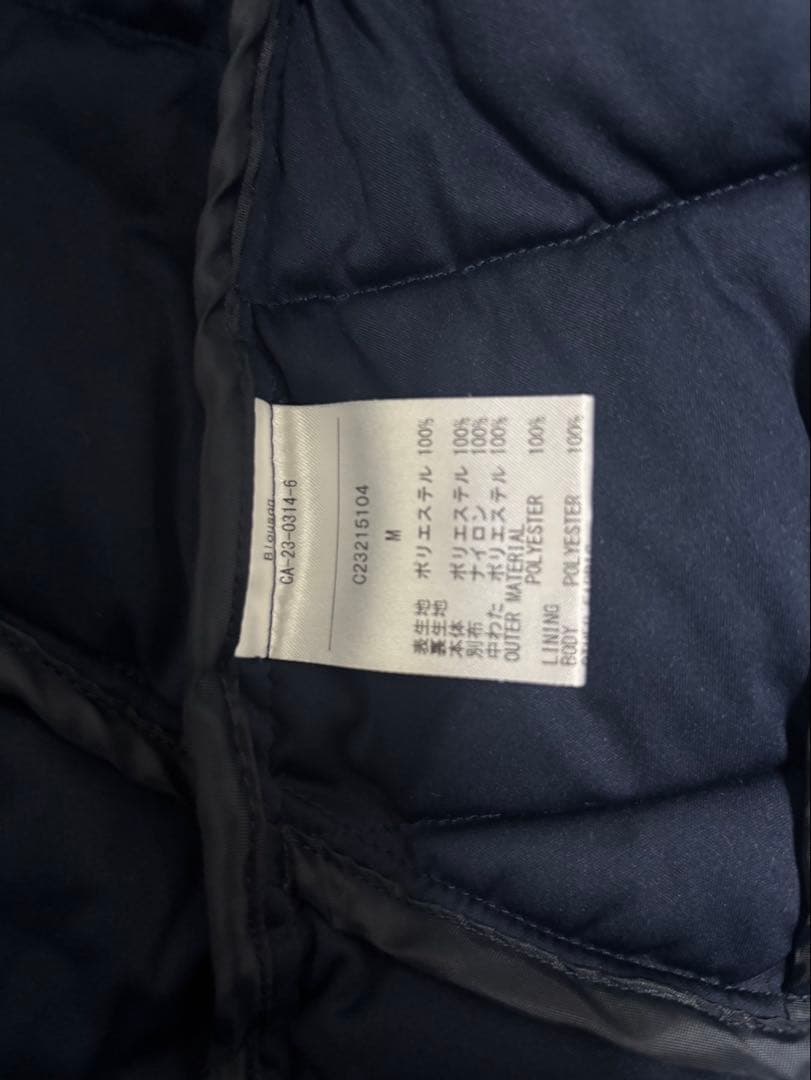 Blouson
CA-23-0314-6
C23215104
M
表生地 ポリエステル 100%
裏生地
本体 ポリエステル 100%
別布 ナイロン 100%
中わた ポリエステル 100%
OUTER MATERIAL
POLYESTER 100%
LINING
BODY POLYESTER 100%